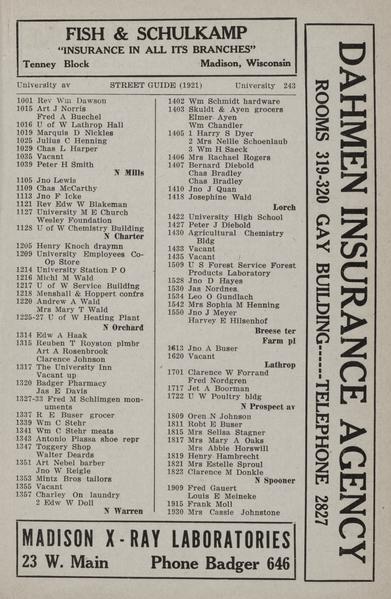 FISH & SCHULKAMP
"INSURANCE IN ALL ITS BRANCHES"
Tenney Block Madison, Wisconsin
University av STREET GUIDE (1921) University 243
1001 Rev Wm Dawson
1015 Art J Norris
Fred A Buechel
1016 U of W Lathrop Hall
1019 Marquis D Nickles
1025 Julius C Henning
1029 Chas L Harper
1035 Vacant
1039 Peter H Smith
N Mills
1105 Jno Lewis
1109 Chas McCarthy
1113 Jno F Icke
1121 Rev Edw W Blakeman
1127 University M E Church
Wesley Foundation
1128 U of W Chemistry Building
N Charter
1205 Henry Knoch draymn
1209 University Employees Co-
Op Store
1214 University Station P O
1216 Michl M Wald
1217 U of W Service Building
1218 Menshall & Hoppert confrs
1220 Andrew A Wald
Mrs Mary T Wald
1225-27 U of W Heating Plant
N Orchard
1314 Edw A Haak
1315 Reuben T Royston plmbr
Art A Rosenbrook
Clarence Johnson
1317 The University Inn
Vacant up
1320 Badger Pharmacy
Jas E Davis
1327-33 Fred M Schlimgen mon-
uments
1337 R E Buser grocer
1339 Wm C Stehr
1341 Wm C Stehr meats
1343 Antonio Piassa shoe repr
1347 Toggery Shop
Walter Deards
1351 Art Nebel barber
Jno W Reigle
1353 Mintz Bros tailors
1355 Vacant
1357 Charley On laundry
2 Edw W Doll
N Warren
1402 Wm Schmidt hardware
1403 Skuldt & Ayen grocers
Elmer Ayen
Wm Champlin
1405 1 Harry S Dyer
2 Mrs Nellie Schoenlaub
3 Wm H Saeck
1406 Mrs Rachael Rogers
1407 Bernard Diebold
Chas Bradley
Chas Bradley
1410 Jno J Quan
1418 Josephine Wald
Lorch
1422 University High School
1427 Peter J Diebold
1430 Agricultural Chemistry
Bldg
1433 Vacant
1435 Vacant
1509 U S Forest Service Forest
Products Laboratory
1528 Jno D Hayes
1530 Jas Nordnes
1534 Leo O Gundlach
1542 Mrs Sophia M Henning
1550 Jno J Meyer
Harvey E Hilsenhof
Breese ter
Farm pl
1613 Jno A Buser
1620 Vacant
Lathrop
1701 Clarence W Forrand
Fred Nordgren
1717 Jet A Boorman
1722 U W Poultry bldg
N Prospect av
1809 Oren N Johnson
1811 Robt E Buser
1815 Mrs Selina Stagner
1817 Mrs Mary A Oaks
Mrs Abbie Horswill
1819 Henry Hambrecht
1821 Mrs Estelle Sproul
1823 Clarice M Donkle
N Spooner
1909 Fred Gauert
Louis E Meineke
1915 Frank Moll
1930 Mrs Cassie Johnstone
MADISON X-RAY LABORATORIES
23 W. Main Phone Badger 646
DAHMEN INSURANCE AGENCY
ROOMS 319-320 GAY BUILDING------TELEPHONE 2827